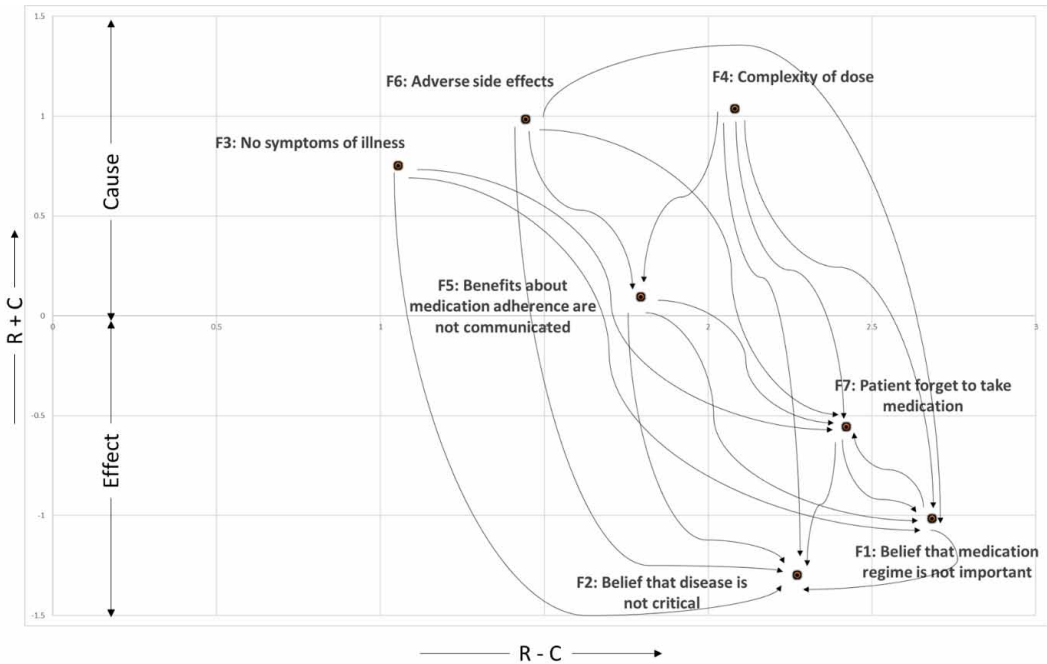 1.5
F6: Adverse side effects
F4: Complexity of dose
1
F3: No symptoms of illness
Cause
0.5
R + C
F5: Benefits about
medication adherence are
not communicated
0
0
0.5
1
2
2.5
3
F7: Patient forget to take
medication
-0.5
Effect
-1
F1: Belief that medication
regime is not important
F2: Belief that disease is
not critical
-1.5
R - C